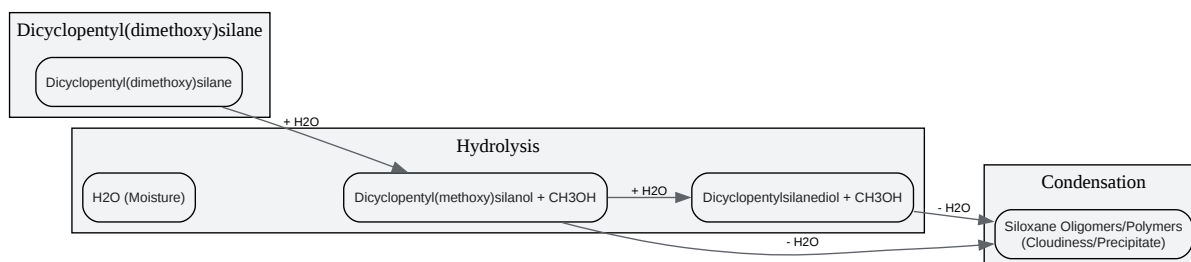 Dicyclopentyl(dimethoxy)silane
Dicyclopentyl(dimethoxy)silane
+ H2O
Hydrolysis
H2O (Moisture)
Dicyclopentyl(methoxy)silanol + CH3OH
+ H2O
Dicyclopentylsilanediol + CH3OH
- H2O
- H2O
Condensation
Siloxane Oligomers/Polymers
(Cloudiness/Precipitate)